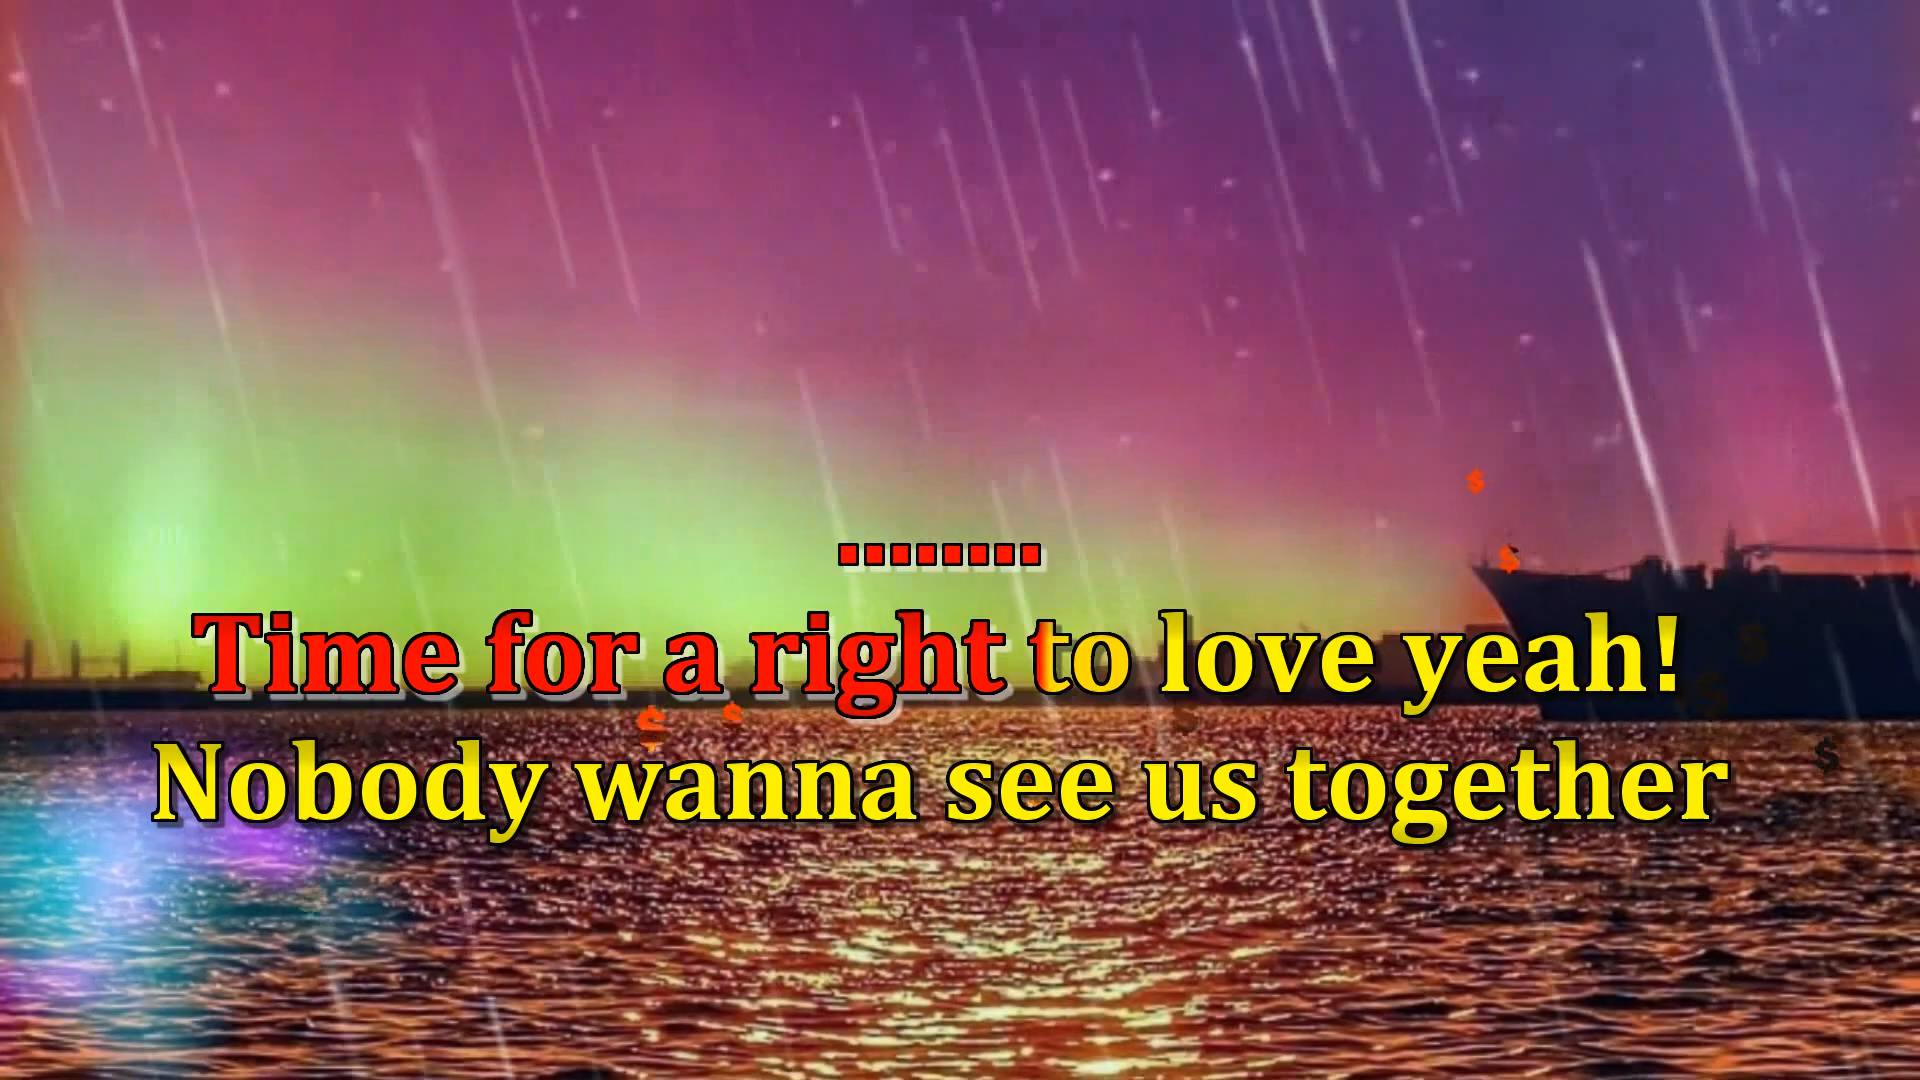 ........
Time for a right to love yeah!
Nobody wanna see us together